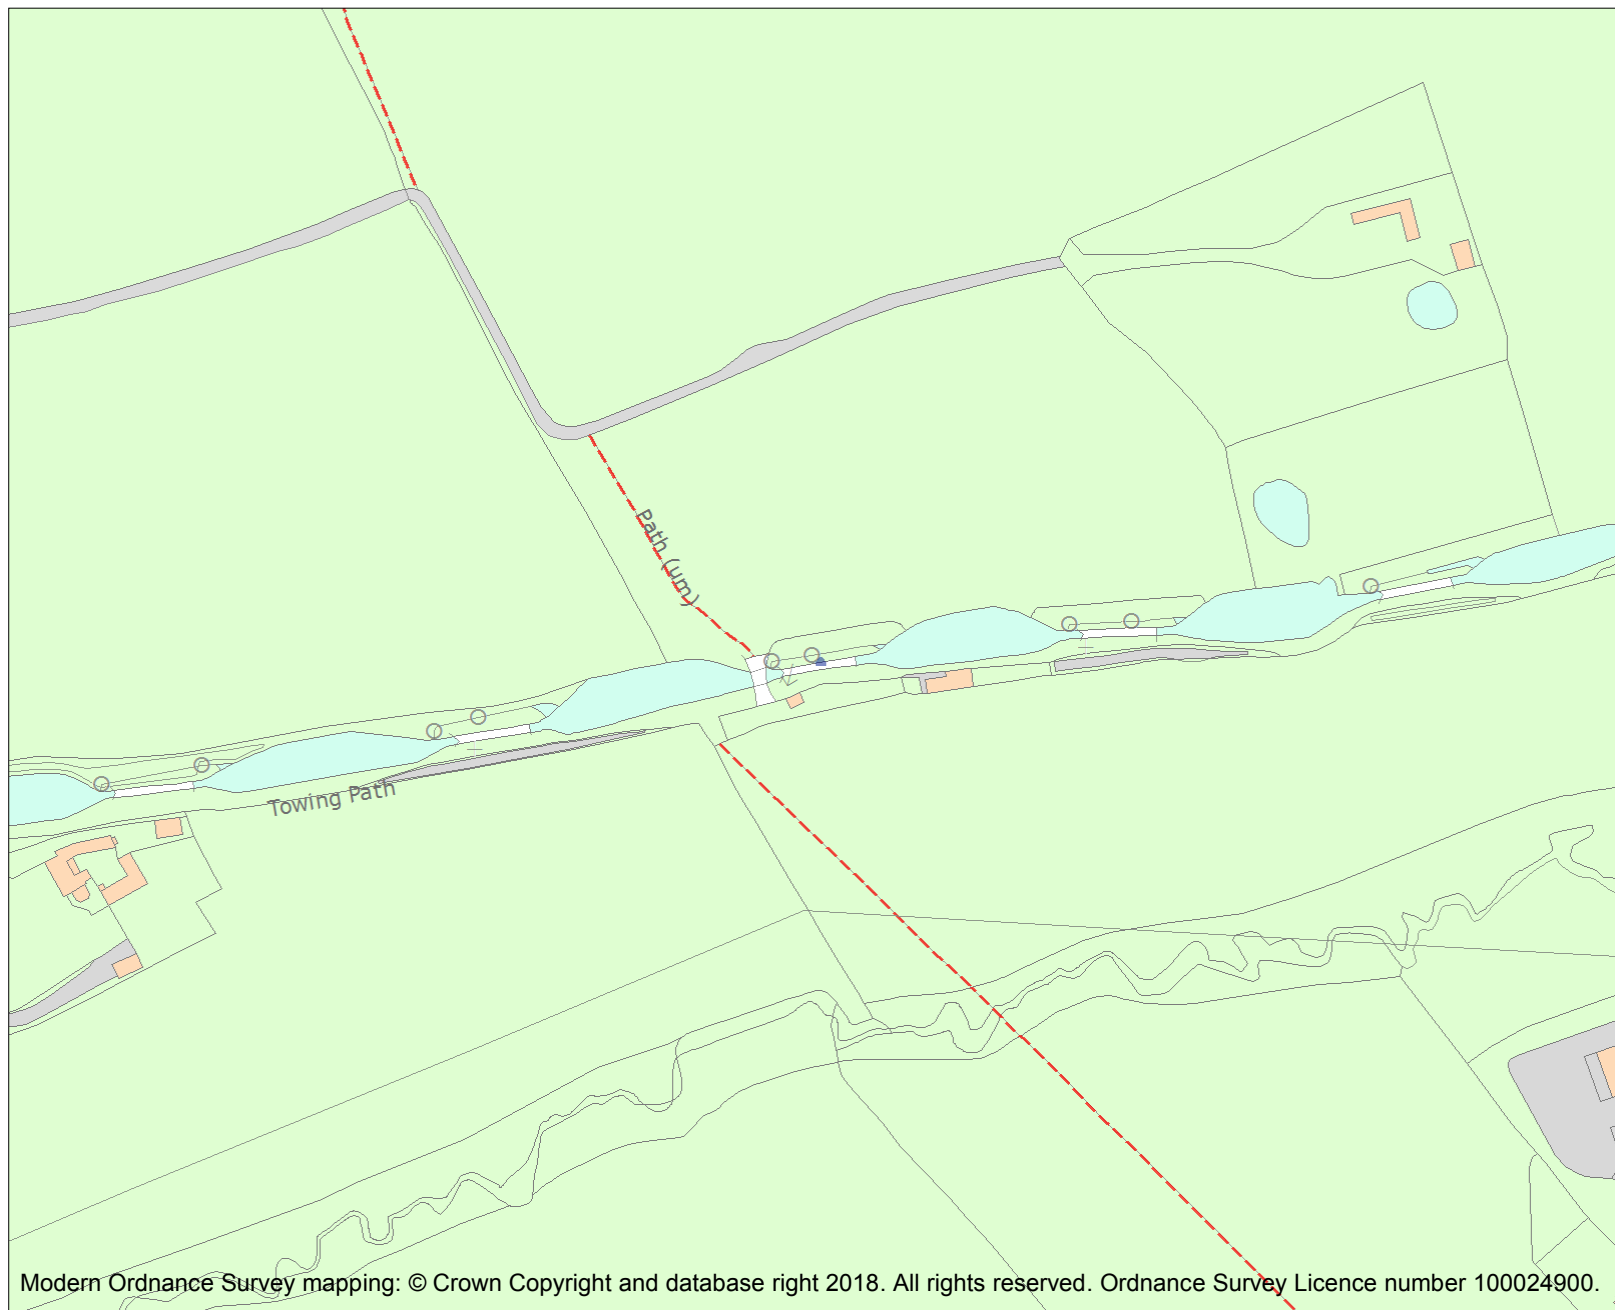 Path (um)
Towing Path
Modern Ordnance Survey mapping: © Crown Copyright and database right 2018. All rights reserved. Ordnance Survey Licence number 100024900.